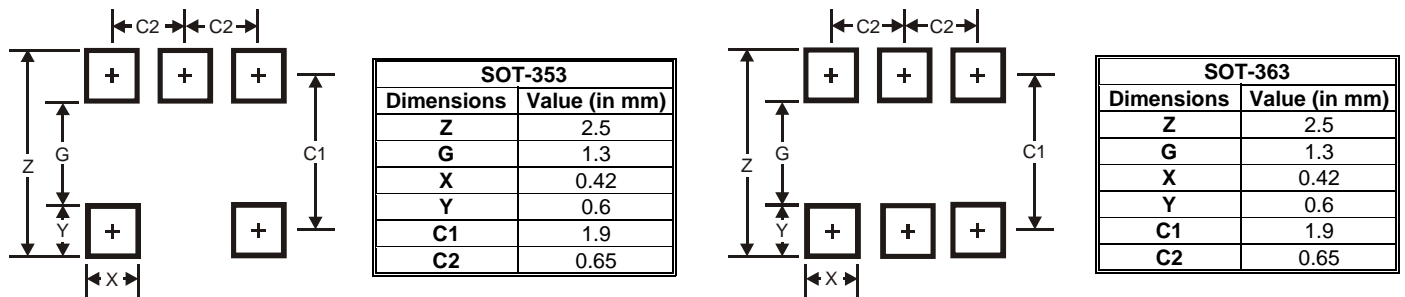 C2 C2
Z
G
Y
X
C1
SOT-353
Dimensions Value (in mm)
Z 2.5
G 1.3
X 0.42
Y 0.6
C1 1.9
C2 0.65
C2 C2
Z
G
Y
X
C1
SOT-363
Dimensions Value (in mm)
Z 2.5
G 1.3
X 0.42
Y 0.6
C1 1.9
C2 0.65